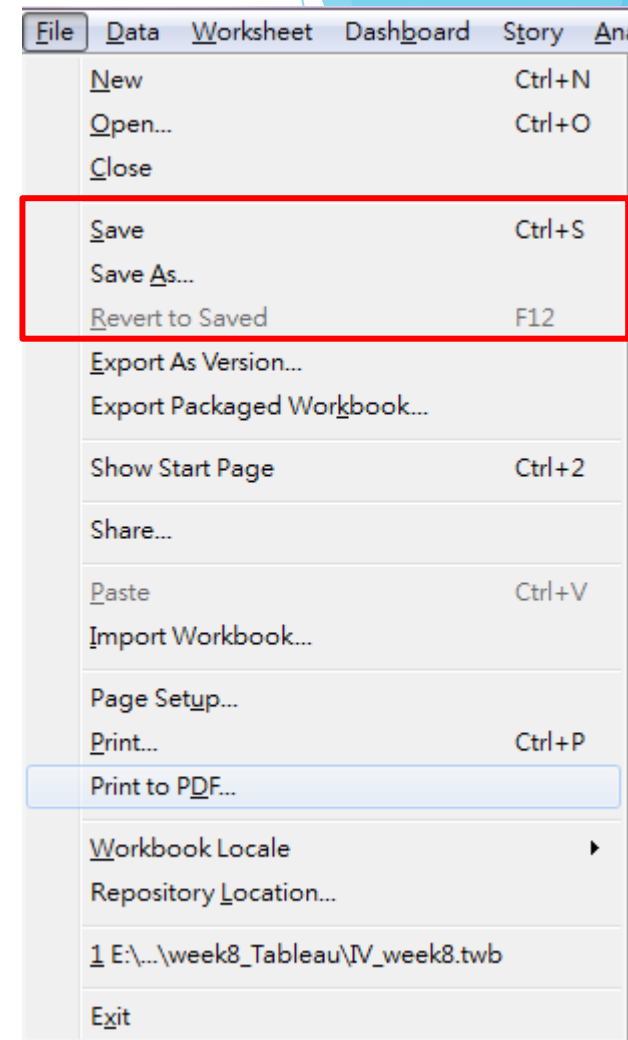 File Data Worksheet Dashboard Story
New Ctrl+N
Open... Ctrl+O
Close
Save Ctrl+S
Save As...
Revert to Saved F12
Export As Version...
Export Packaged Workbook...
Show Start Page Ctrl+2
Share...
Paste Ctrl+V
Import Workbook...
Page Setup...
Print... Ctrl+P
Print to PDF...
Workbook Locale
Repository Location...
1 E:\...\week8_Tableau\IV_week8.twb
Exit